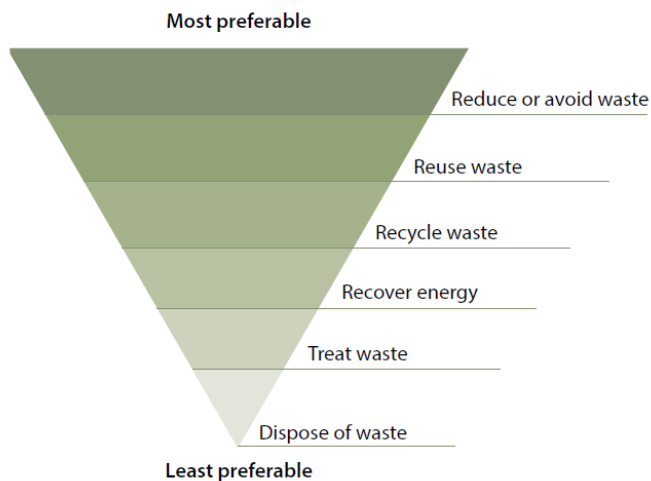 Most preferable
Reduce or avoid waste
Reuse waste
Recycle waste
Recover energy
Treat waste
Dispose of waste
Least preferable